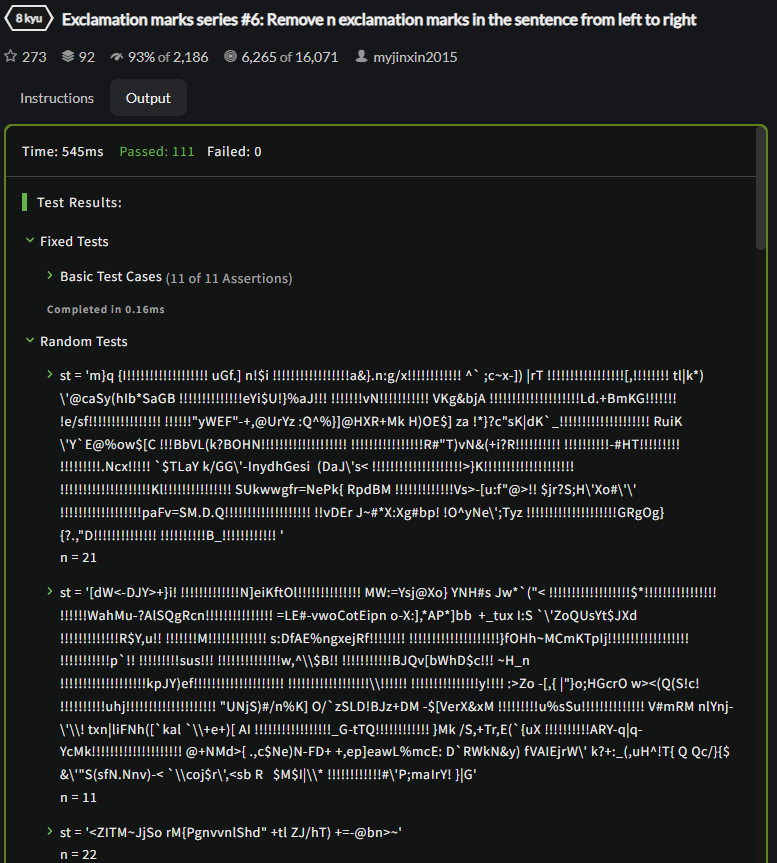 8 kyu
Exclamation marks series #6: Remove n exclamation marks in the sentence from left to right
273 92 93% of 2,186 6,265 of 16,071 myjinxin2015
Instructions Output
Time: 545ms Passed: 111 Failed: 0
Test Results:
Fixed Tests
Basic Test Cases (11 of 11 Assertions)
Completed in 0.16ms
Random Tests
st = 'm}q {!!!!!!!!!!!!!!!!!!! uGf.] n!$i !!!!!!!!!!!!!!!!!a&}.n:g/x!!!!!!!!!!!! ^` ;c~x-]) |rT !!!!!!!!!!!!!!!!!![,!!!!!!!! tl|k*)
\'@caSy(hIb*SaGB !!!!!!!!!!!!!!eYi$U!}%aJ!!! !!!!!!!vN!!!!!!!!!!! VKg&bjA !!!!!!!!!!!!!!!!!!!!Ld.+BmKG!!!!!!!
!e/sf!!!!!!!!!!!!!!!! !!!!!!"yWEF"-+,@UrYz :Q^%}]@HXR+Mk H)OE$] za !*}?c"sK|dK`_!!!!!!!!!!!!!!!!!!!! RuiK
\'Y`E@%ow$[C !!!BbVL(k?BOHN!!!!!!!!!!!!!!!!!!! !!!!!!!!!!!!!!!!R#"T)vN&(+i?R!!!!!!!!!! !!!!!!!!!!-#HT!!!!!!!!!
!!!!!!!!!.Ncx!!!!! `$TLaY k/GG\'-InydhGesi  (DaJ\'s< !!!!!!!!!!!!!!!!!!!!>}K!!!!!!!!!!!!!!!!!!!!
!!!!!!!!!!!!!!!!!!!!Kl!!!!!!!!!!!!!!! SUkwwgfr=NePk{ RpdBM !!!!!!!!!!!!!Vs>-[u:f"@>!! $jr?S;H\'Xo#\'\'
!!!!!!!!!!!!!!!!!!paFv=SM.D.Q!!!!!!!!!!!!!!!!!!! !!vDEr J~#*X:Xg#bp! !O^yNe\';Tyz !!!!!!!!!!!!!!!!!!!!GRgOg}
{?.,"D!!!!!!!!!!!!!! !!!!!!!!!!B_!!!!!!!!!!!! '
n = 21
st = '[dW<-DJY>+}i! !!!!!!!!!!!!!N]eiKftOl!!!!!!!!!!!!!! MW:=Ysj@Xo} YNH#s Jw*`("< !!!!!!!!!!!!!!!!!!$*!!!!!!!!!!!!!!!!
!!!!!!WahMu-?AlSQgRcn!!!!!!!!!!!!!!! =LE#-vwoCotEipn o-X:],*AP*]bb  +_tux I:S `\'ZoQUsYt$JXd
!!!!!!!!!!!!!R$Y,u!! !!!!!!!M!!!!!!!!!!!!!! s:DfAE%ngxejRf!!!!!!!! !!!!!!!!!!!!!!!!!!!!}fOHh~MCmKTpIj!!!!!!!!!!!!!!!!!!
!!!!!!!!!!!p`!! !!!!!!!!!sus!!! !!!!!!!!!!!!!!w,^\\$B!! !!!!!!!!!!!BJQv[bWhD$c!!! ~H_n
!!!!!!!!!!!!!!!!!!!kpJY)ef!!!!!!!!!!!!!!!!!!!! !!!!!!!!!!!!!!!!!!\\!!!!!! !!!!!!!!!!!!!!!y!!!! :>Zo -[,{ |"}o;HGcrO w><(Q(S!c!
!!!!!!!!!!uhj!!!!!!!!!!!!!!!!!!! "UNjS)#/n%K] O/`zSLD!BJz+DM -$[VerX&xM !!!!!!!!!u%sSu!!!!!!!!!!!!!! V#mRM nlYnj-
\'\\! txn|liFNh([`kal `\\+e+)[ AI !!!!!!!!!!!!!!!!!_G-tTQ!!!!!!!!!!!! }Mk /S,+Tr,E(`{uX !!!!!!!!!!ARY-q|q-
YcMk!!!!!!!!!!!!!!!!!!!! @+NMd>{ .,c$Ne)N-FD+ +,ep]eawL%mcE: D`RWkN&y) fVAIEjrW\' k?+:_(,uH^!T{ Q Qc/}{$
&\'"S(sfN.Nnv)-< `\\coj$r\',<sb R   $M$I|\\* !!!!!!!!!!!!#\'P;maIrY! }|G'
n = 11
st = '<ZITM~JjSo rM{PgnvvnlShd" +tl ZJ/hT) +=-@bn>~'
n = 22